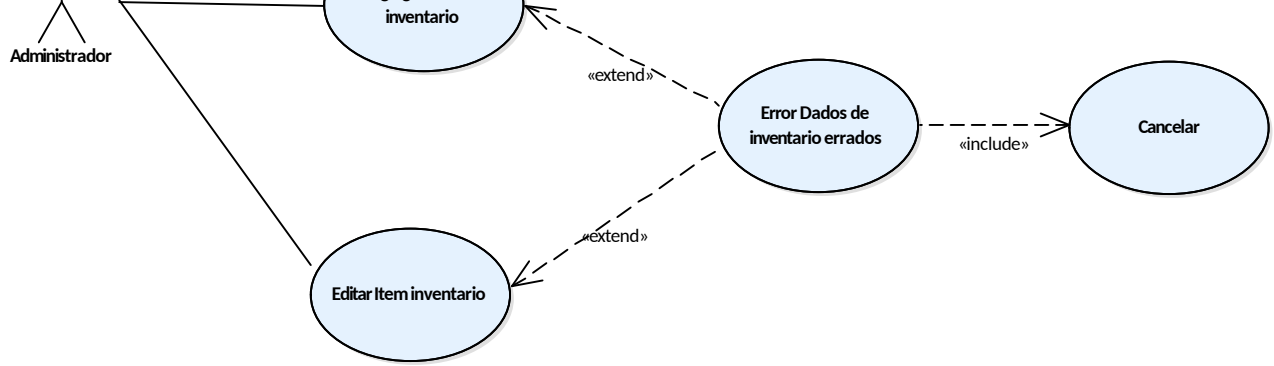 inventario
Administrador
«extend»
Error Dados de
inventario errados
Cancelar
«include»
«extend»
Editar Item inventario